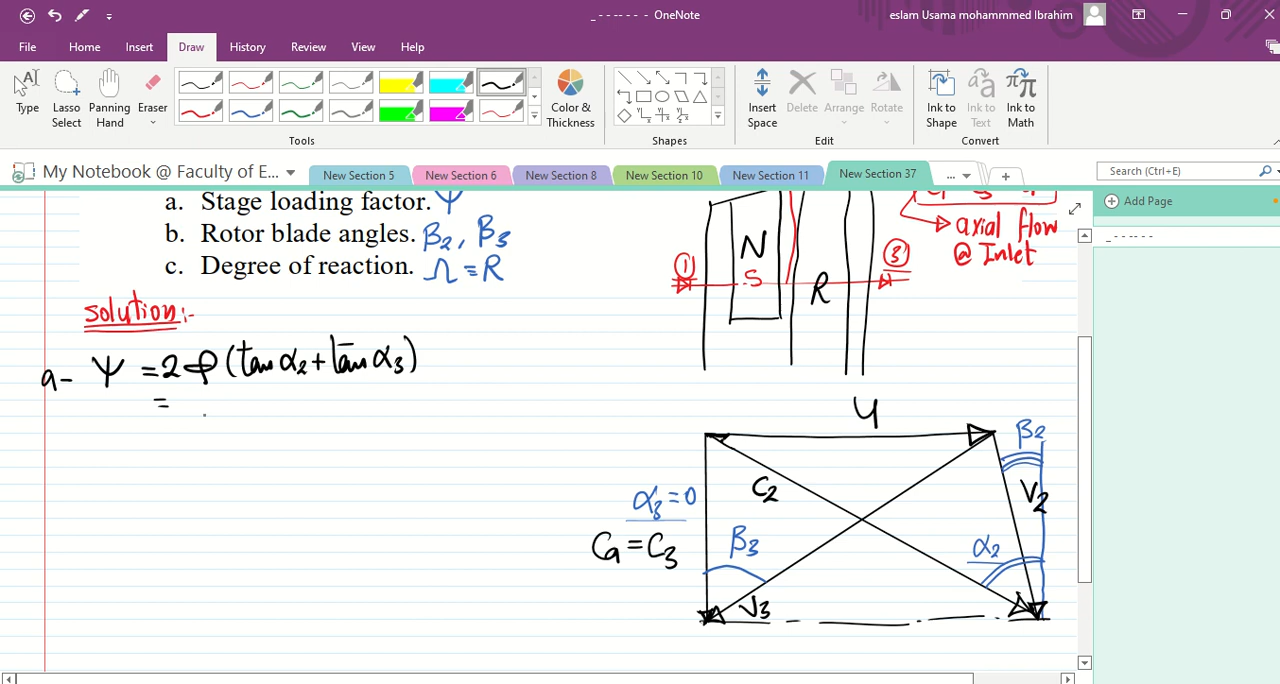 _ - - - - - - OneNote
eslam Usama mohammmed Ibrahim
File Home Insert Draw History Review View Help
Type
Lasso Select
Panning Hand
Eraser
Color & Thickness
Insert Space
Delete
Arrange
Rotate
Ink to Shape
Ink to Text
Ink to Math
Tools Shapes Edit Convert
My Notebook @ Faculty of E...
New Section 5 New Section 6 New Section 8 New Section 10 New Section 11 New Section 37 ...
Search (Ctrl+E)
Add Page
a. Stage loading factor. Ψ
b. Rotor blade angles. β2, β3
c. Degree of reaction. Λ = R
solution:-
a- Ψ = 2 Φ (tan α2 + tan α3)
=
axial flow
@ Inlet
① N S R ③
U
β2
C2
V2
α3 = 0
Ca = C3
β3
α2
V3